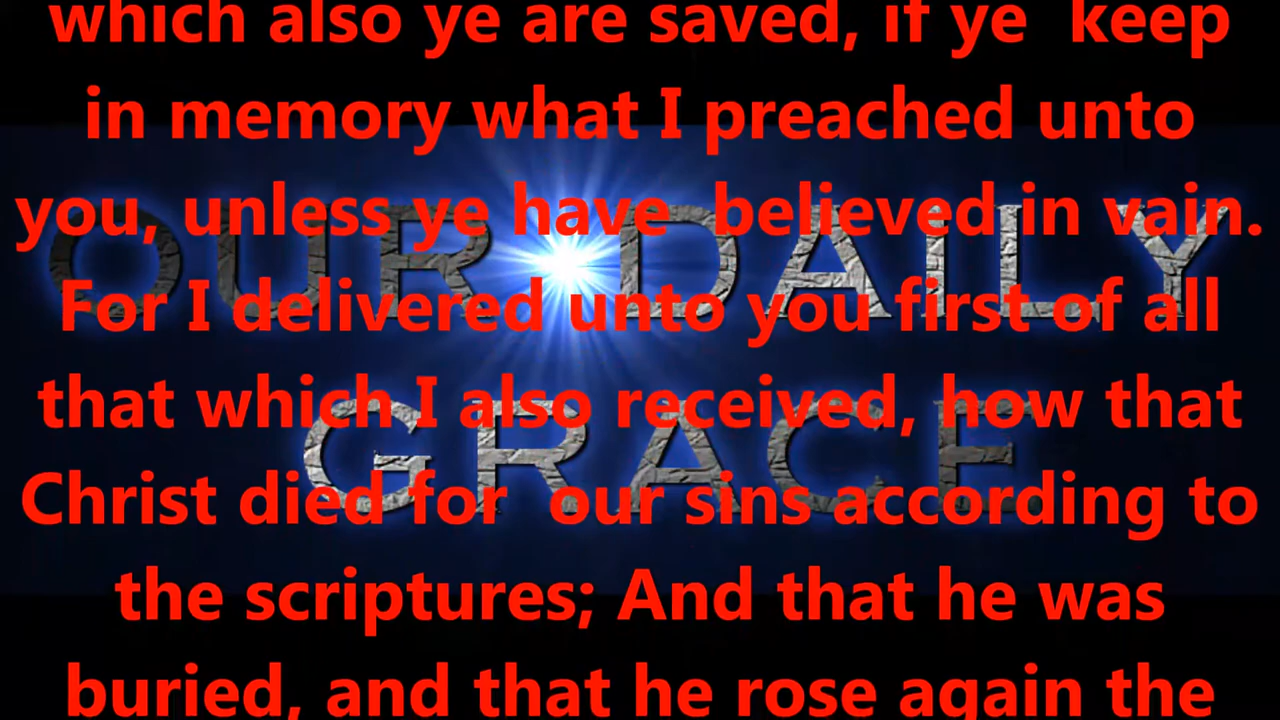 which also ye are saved, if ye keep
in memory what I preached unto
you, unless ye have believed in vain.
For I delivered unto you first of all
that which I also received, how that
Christ died for our sins according to
the scriptures; And that he was
buried, and that he rose again the
OUR DAILY
GRACE